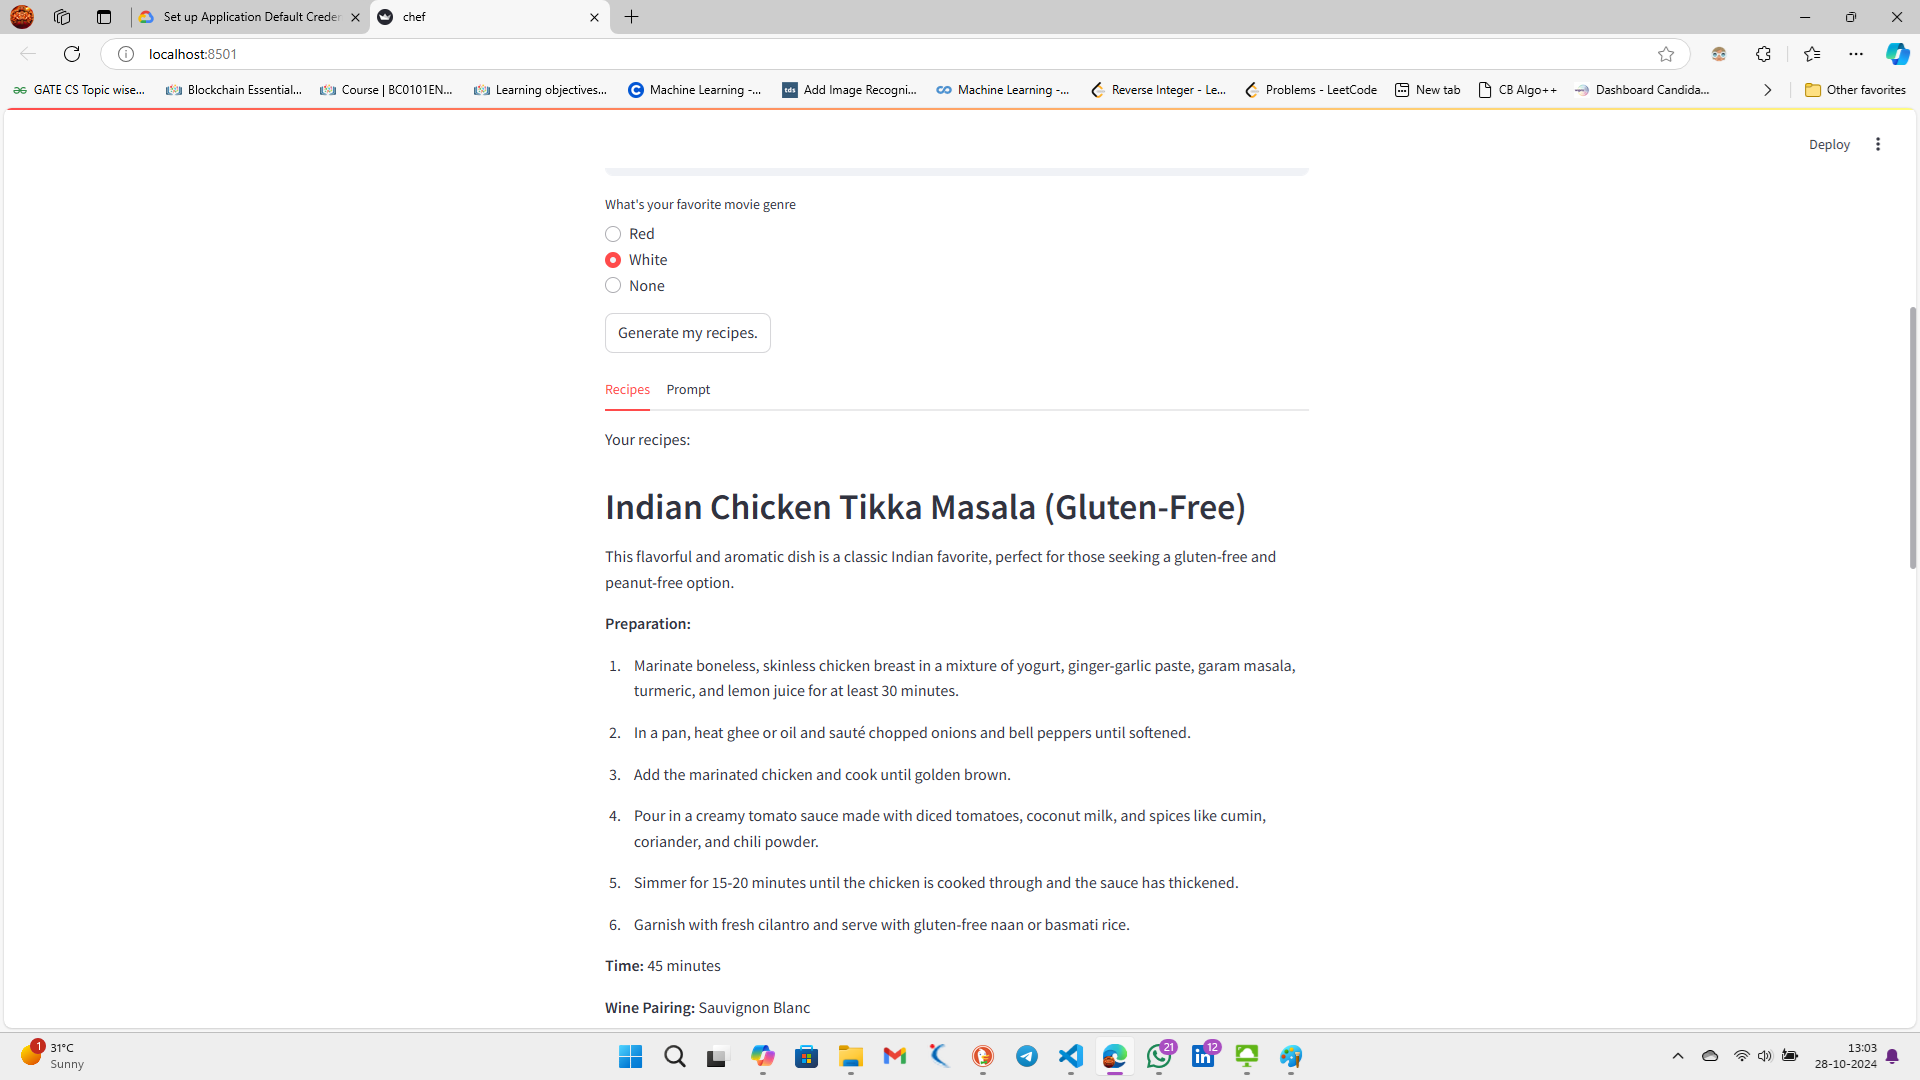 Set up Application Default Creder
chef
localhost:8501
GATE CS Topic wise...
Blockchain Essential...
Course | BC0101EN...
Learning objectives...
Machine Learning -...
tds
Add Image Recogni...
Machine Learning -...
Reverse Integer - Le...
Problems - LeetCode
New tab
CB Algo++
Dashboard Candida...
Other favorites
Deploy
What's your favorite movie genre
Red
White
None
Generate my recipes.
Recipes
Prompt
Your recipes:
Indian Chicken Tikka Masala (Gluten-Free)
This flavorful and aromatic dish is a classic Indian favorite, perfect for those seeking a gluten-free and
peanut-free option.
Preparation:
1. Marinate boneless, skinless chicken breast in a mixture of yogurt, ginger-garlic paste, garam masala,
turmeric, and lemon juice for at least 30 minutes.
2. In a pan, heat ghee or oil and sauté chopped onions and bell peppers until softened.
3. Add the marinated chicken and cook until golden brown.
4. Pour in a creamy tomato sauce made with diced tomatoes, coconut milk, and spices like cumin,
coriander, and chili powder.
5. Simmer for 15-20 minutes until the chicken is cooked through and the sauce has thickened.
6. Garnish with fresh cilantro and serve with gluten-free naan or basmati rice.
Time: 45 minutes
Wine Pairing: Sauvignon Blanc
1
31°C
Sunny
21
12
13:03
28-10-2024